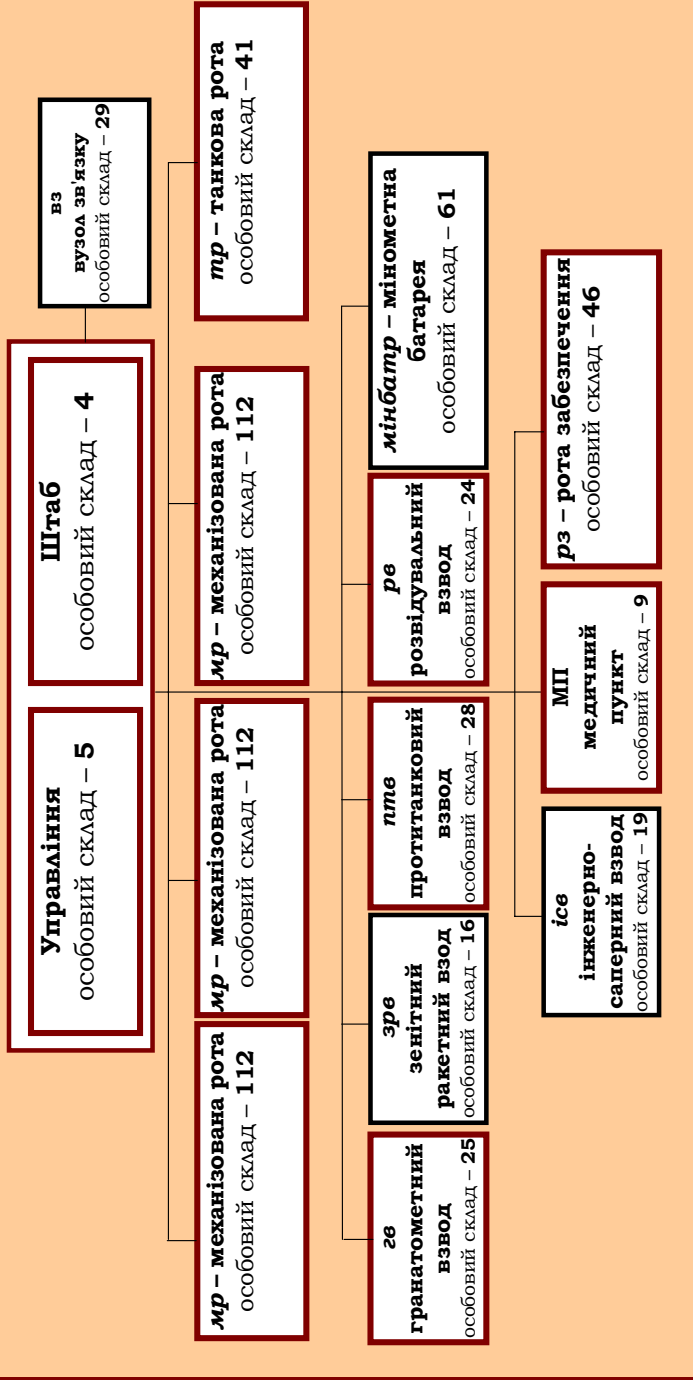 Управління
особовий склад – 5
Штаб
особовий склад – 4
вз
вузол зв'язку
особовий склад – 29
мр – механізована рота
особовий склад – 112
мр – механізована рота
особовий склад – 112
мр – механізована рота
особовий склад – 112
тр – танкова рота
особовий склад – 41
гв
гранатометний
взвод
особовий склад – 25
зрв
зенітний
ракетний взод
особовий склад – 16
птв
протитанковий
взвод
особовий склад – 28
рв
розвідувальний
взвод
особовий склад – 24
мінбатр – мінометна
батарея
особовий склад – 61
ісв
інженерно-
саперний взвод
особовий склад – 19
МП
медичний
пункт
особовий склад – 9
рз – рота забезпечення
особовий склад – 46